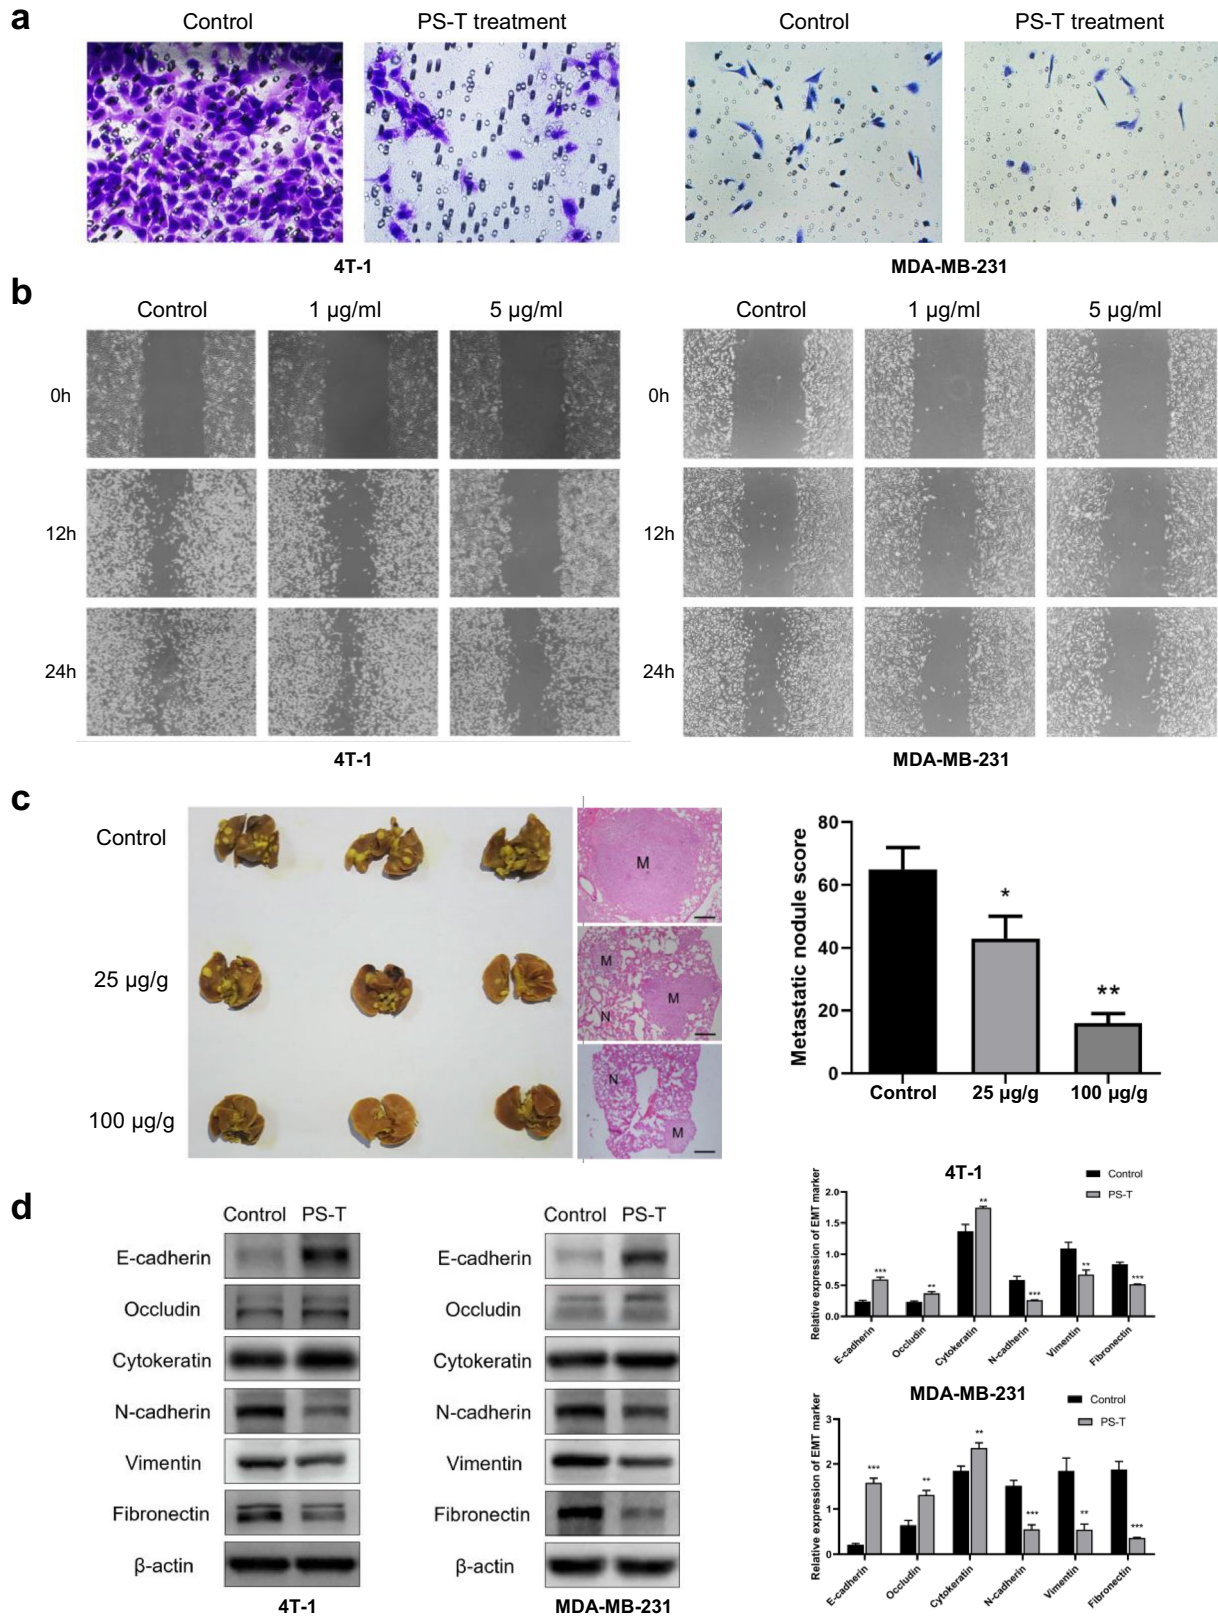 a
Control PS-T treatment Control PS-T treatment
4T-1 MDA-MB-231
b
Control 1 µg/ml 5 µg/ml Control 1 µg/ml 5 µg/ml
0h 0h
12h 12h
24h 24h
4T-1 MDA-MB-231
c
Control
25 µg/g
100 µg/g
M
M
M
N
N
M
Metastatic nodule score
80
60
40
20
0
*
**
Control 25 µg/g 100 µg/g
d
Control PS-T Control PS-T
E-cadherin E-cadherin
Occludin Occludin
Cytokeratin Cytokeratin
N-cadherin N-cadherin
Vimentin Vimentin
Fibronectin Fibronectin
β-actin β-actin
4T-1 MDA-MB-231
4T-1
Control
PS-T
Relative expression of EMT marker
2.0
1.5
1.0
0.5
0.0
*** ** ** *** ** ***
E-cadherin Occludin Cytokeratin N-cadherin Vimentin Fibronectin
MDA-MB-231
Control
PS-T
Relative expression of EMT marker
3
2
1
0
*** ** ** *** ** ***
E-cadherin Occludin Cytokeratin N-cadherin Vimentin Fibronectin